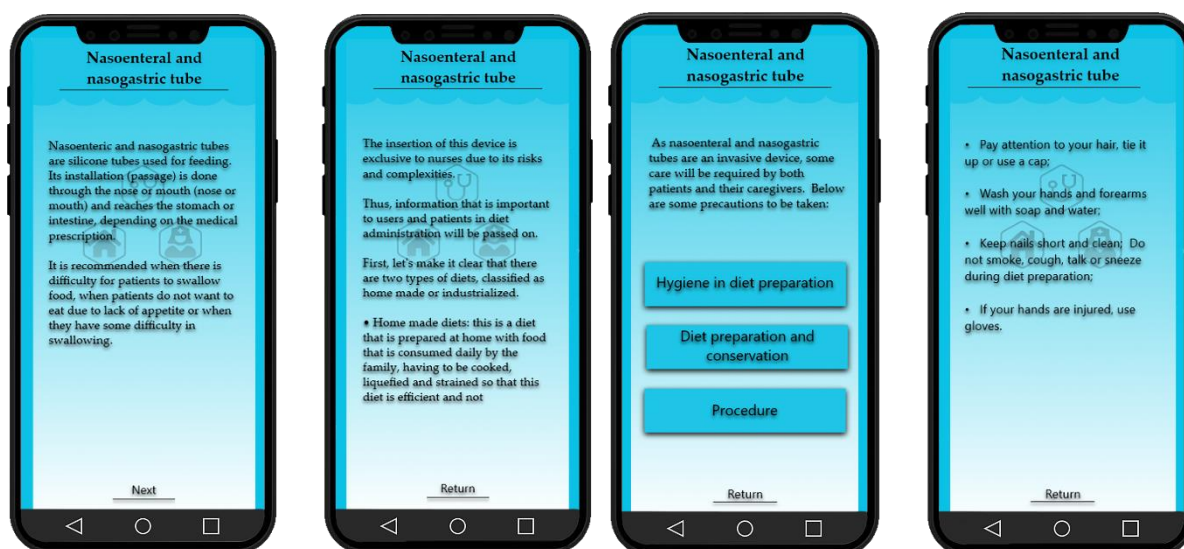 Nasoenteral and
nasogastric tube
Nasoenteric and nasogastric tubes
are silicone tubes used for feeding.
Its installation (passage) is done
through the nose or mouth (nose or
mouth) and reaches the stomach or
intestine, depending on the medical
prescription.
It is recommended when there is
difficulty for patients to swallow
food, when patients do not want to
eat due to lack of appetite or when
they have some difficulty in
swallowing.
Next
Nasoenteral and
nasogastric tube
The insertion of this device is
exclusive to nurses due to its risks
and complexities.
Thus, information that is important
to users and patients in diet
administration will be passed on.
First, let's make it clear that there
are two types of diets, classified as
home made or industrialized.
• Home made diets: this is a diet
that is prepared at home with food
that is consumed daily by the
family, having to be cooked,
liquefied and strained so that this
diet is efficient and not
Return
Nasoenteral and
nasogastric tube
As nasoenteral and nasogastric
tubes are an invasive device, some
care will be required by both
patients and their caregivers. Below
are some precautions to be taken:
Hygiene in diet preparation
Diet preparation and
conservation
Procedure
Return
Nasoenteral and
nasogastric tube
• Pay attention to your hair, tie it
up or use a cap;
• Wash your hands and forearms
well with soap and water;
• Keep nails short and clean; Do
not smoke, cough, talk or sneeze
during diet preparation;
• If your hands are injured, use
gloves.
Return